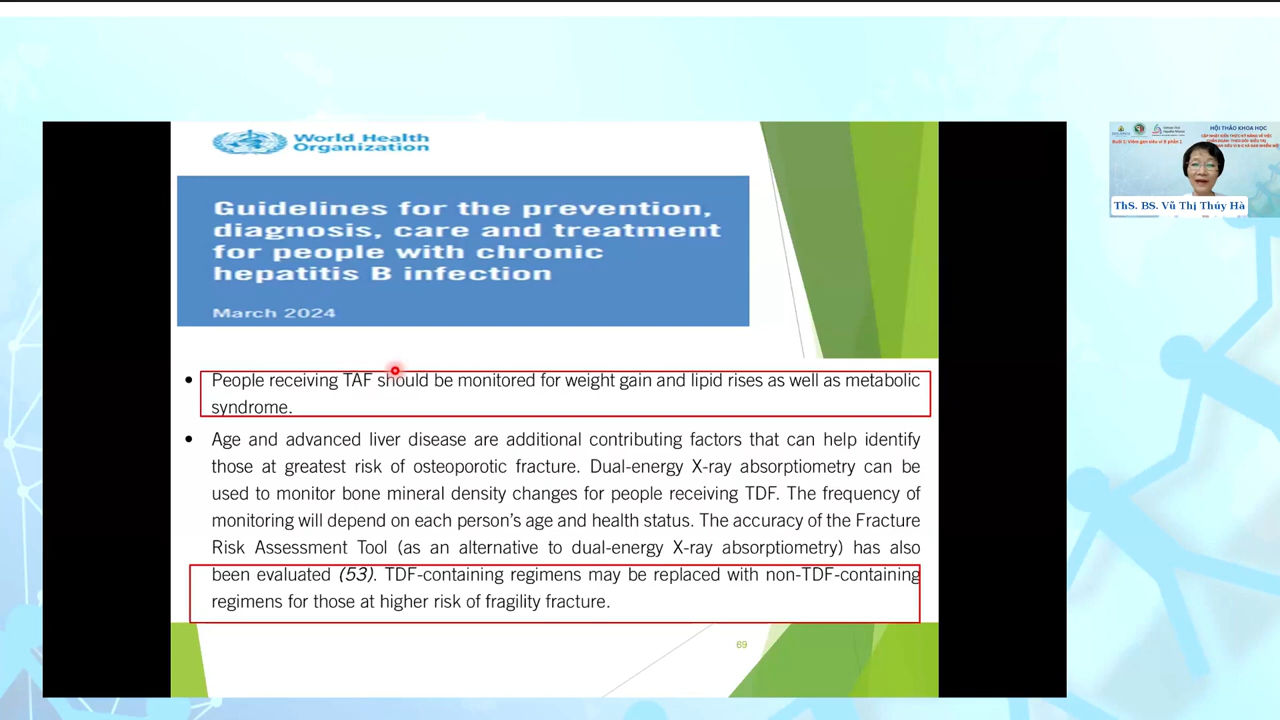 World Health
Organization
Guidelines for the prevention,
diagnosis, care and treatment
for people with chronic
hepatitis B infection
March 2024
• People receiving TAF should be monitored for weight gain and lipid rises as well as metabolic
syndrome.
• Age and advanced liver disease are additional contributing factors that can help identify
those at greatest risk of osteoporotic fracture. Dual-energy X-ray absorptiometry can be
used to monitor bone mineral density changes for people receiving TDF. The frequency of
monitoring will depend on each person's age and health status. The accuracy of the Fracture
Risk Assessment Tool (as an alternative to dual-energy X-ray absorptiometry) has also
been evaluated (53). TDF-containing regimens may be replaced with non-TDF-containing
regimens for those at higher risk of fragility fracture.
69
HỘI THẢO KHOA HỌC
ThS. BS. Vũ Thị Thúy Hà